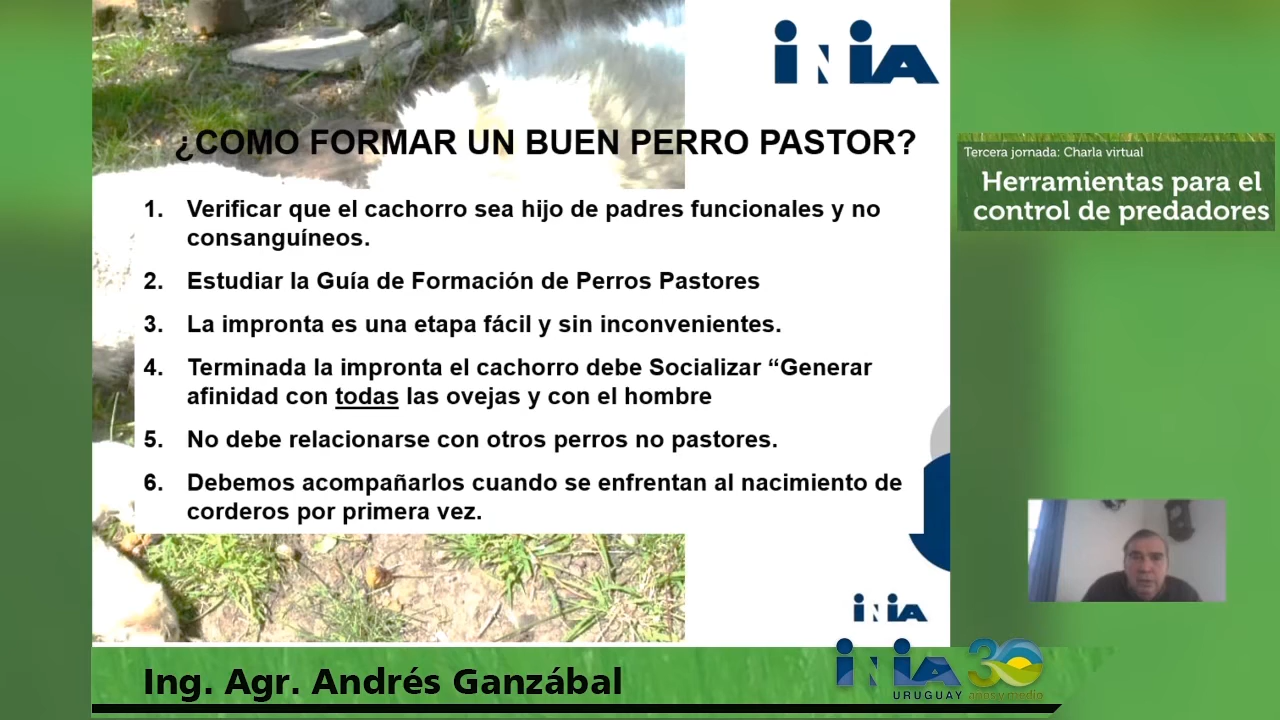 INIA
¿COMO FORMAR UN BUEN PERRO PASTOR?
1. Verificar que el cachorro sea hijo de padres funcionales y no
consanguíneos.
2. Estudiar la Guía de Formación de Perros Pastores
3. La impronta es una etapa fácil y sin inconvenientes.
4. Terminada la impronta el cachorro debe Socializar “Generar
afinidad con todas las ovejas y con el hombre
5. No debe relacionarse con otros perros no pastores.
6. Debemos acompañarlos cuando se enfrentan al nacimiento de
corderos por primera vez.
Tercera jornada: Charla virtual
Herramientas para el
control de predadores
INIA
Ing. Agr. Andrés Ganzábal
INIA 30
URUGUAY años y medio